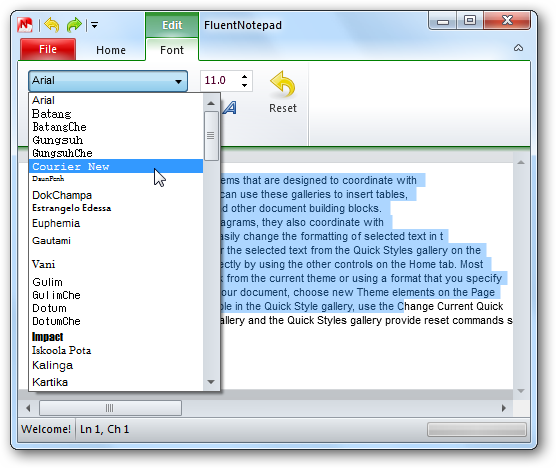 Edit
FluentNotepad
File
Home
Font
Arial
11.0
A
Reset
Arial
Batang
BatangChe
Gungsuh
GungsuhChe
Courier New
DaunPenh
DokChampa
Estrangelo Edessa
Euphemia
Gautami
Vani
Gulim
GulimChe
Dotum
DotumChe
Impact
Iskoola Pota
Kalinga
Kartika
ems that are designed to coordinate with
can use these galleries to insert tables,
d other document building blocks.
agrams, they also coordinate with
asily change the formatting of selected text in t
r the selected text from the Quick Styles gallery on the
ectly by using the other controls on the Home tab. Most
from the current theme or using a format that you specify
our document, choose new Theme elements on the Page
ble in the Quick Style gallery, use the Change Current Quick
allery and the Quick Styles gallery provide reset commands s
Welcome!
Ln 1, Ch 1